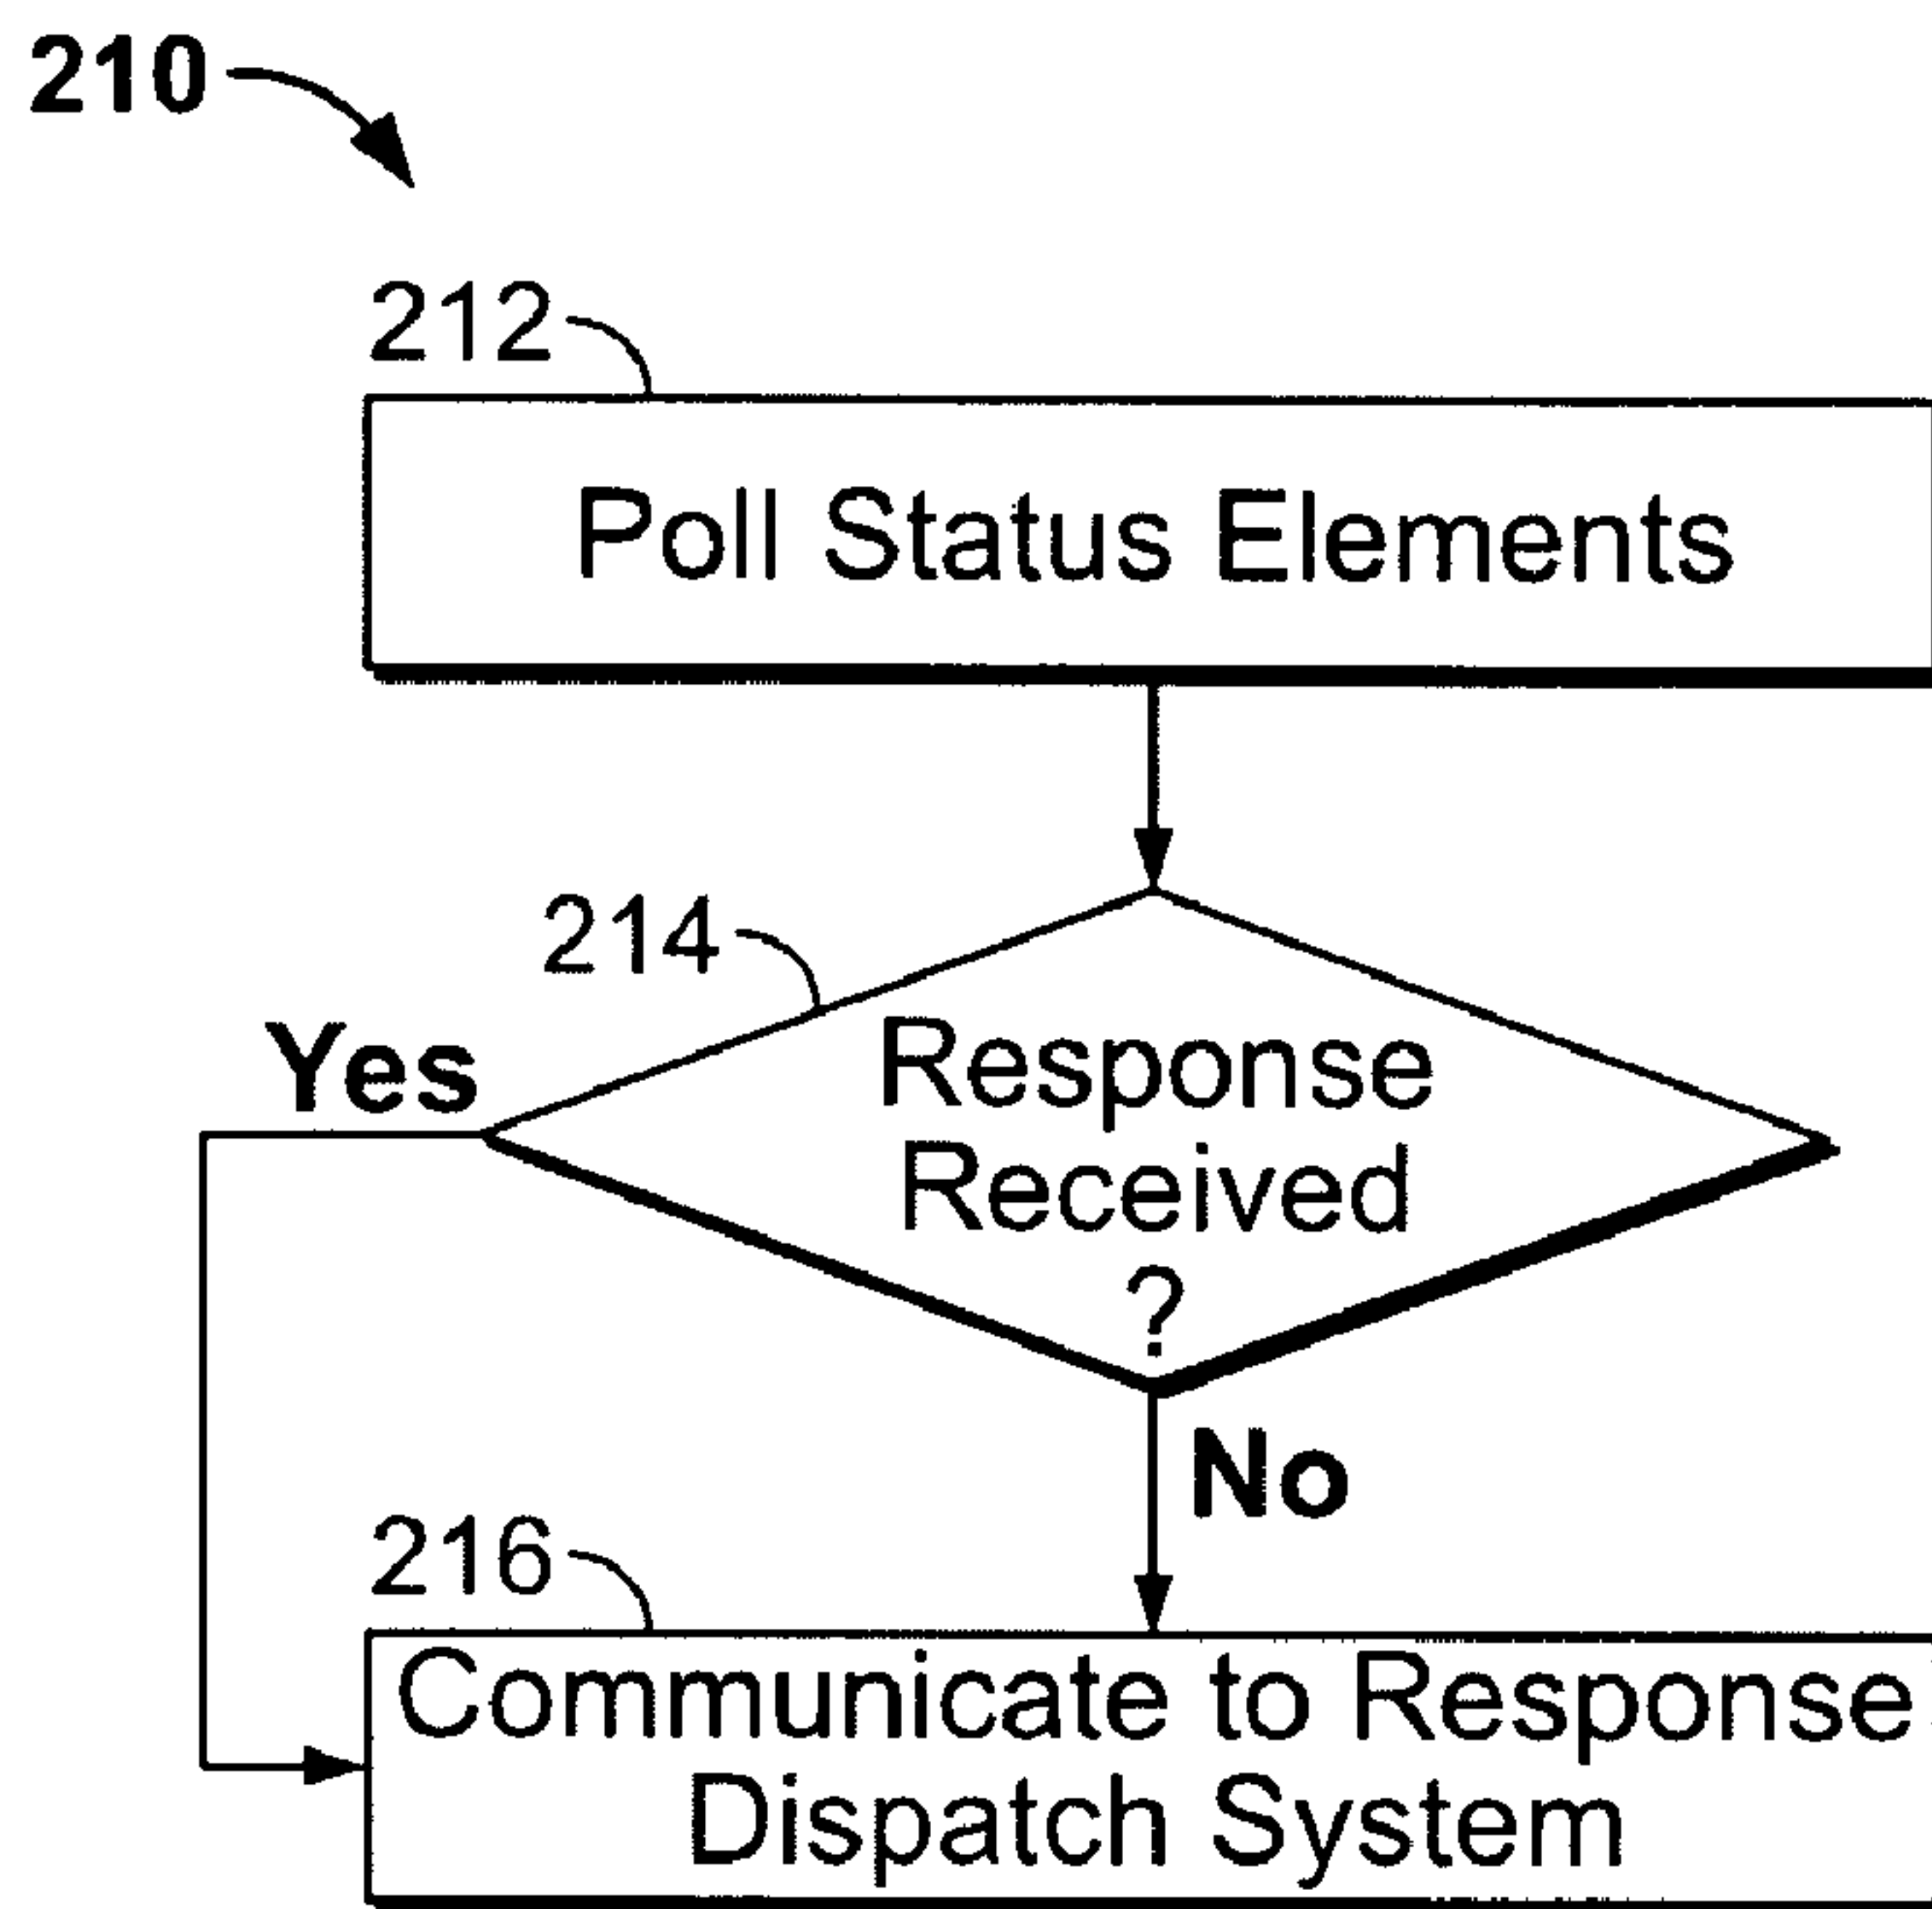 210
212
Poll Status Elements
214
Yes
Response
Received
?
No
216
Communicate to Response
Dispatch System